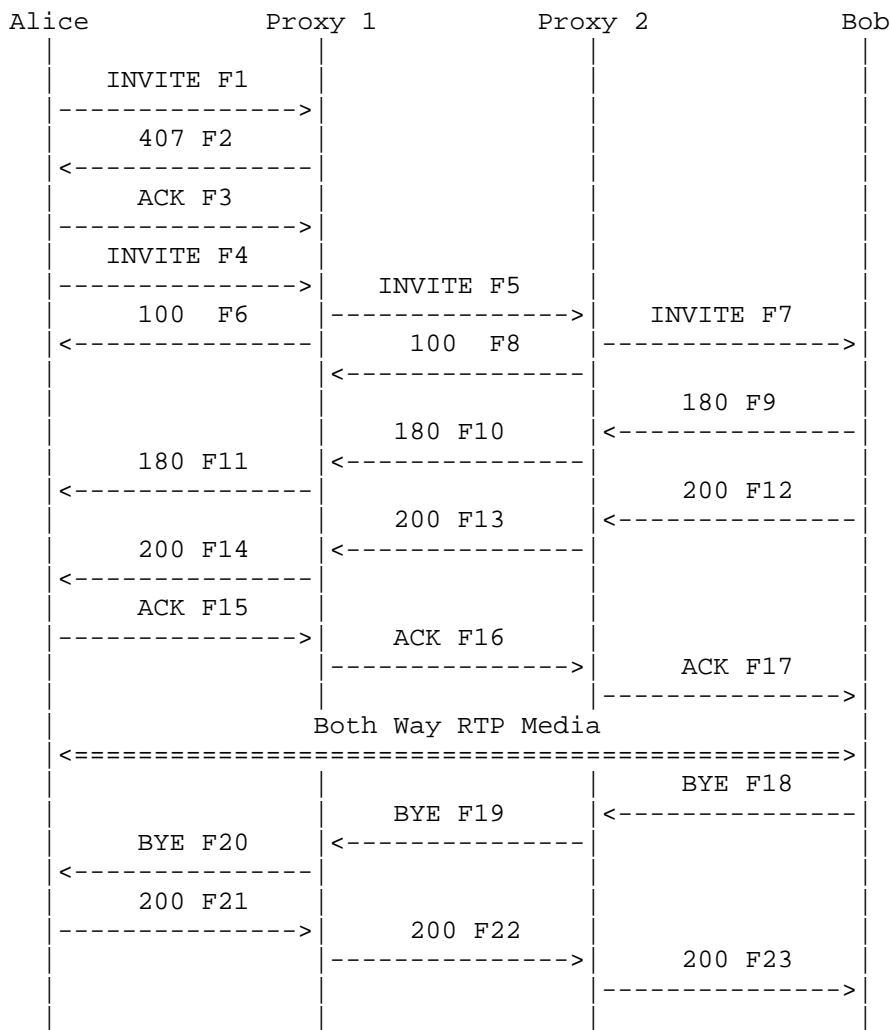 Alice Proxy 1 Proxy 2 Bob
INVITE F1
407 F2
ACK F3
INVITE F4
INVITE F5
100 F6 INVITE F7
100 F8
180 F9
180 F10
180 F11
200 F12
200 F13
200 F14
ACK F15
ACK F16
ACK F17
Both Way RTP Media
BYE F18
BYE F19
BYE F20
200 F21
200 F22
200 F23